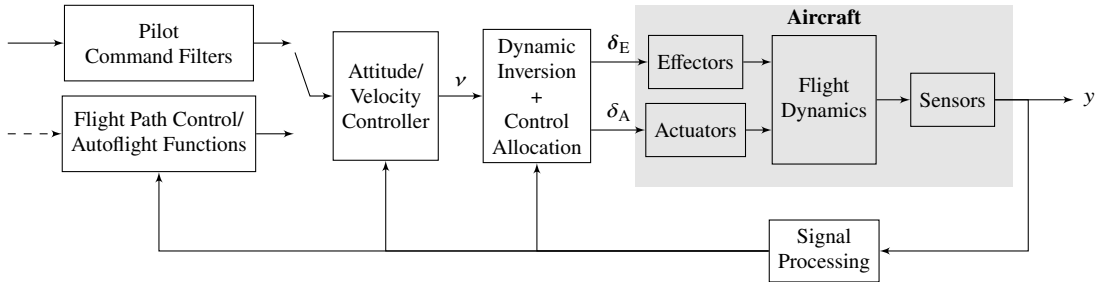 Aircraft
Pilot
Command Filters
Flight Path Control/
Autoflight Functions
Attitude/
Velocity
Controller
ν
Dynamic
Inversion
+
Control
Allocation
δE
δA
Effectors
Actuators
Flight
Dynamics
Sensors
y
Signal
Processing